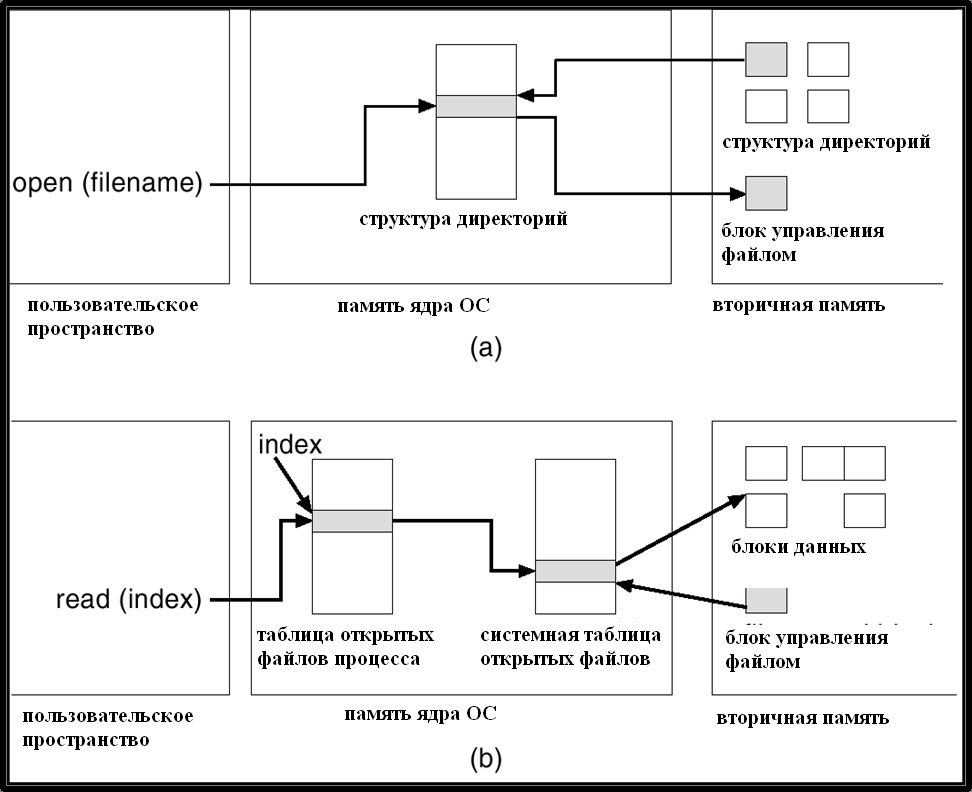 open (filename)
структура директорий
структура директорий
блок управления
файлом
пользовательское
пространство
память ядра ОС
вторичная память
(a)
index
read (index)
таблица открытых
файлов процесса
системная таблица
открытых файлов
блоки данных
блок управления
файлом
пользовательское
пространство
память ядра ОС
вторичная память
(b)